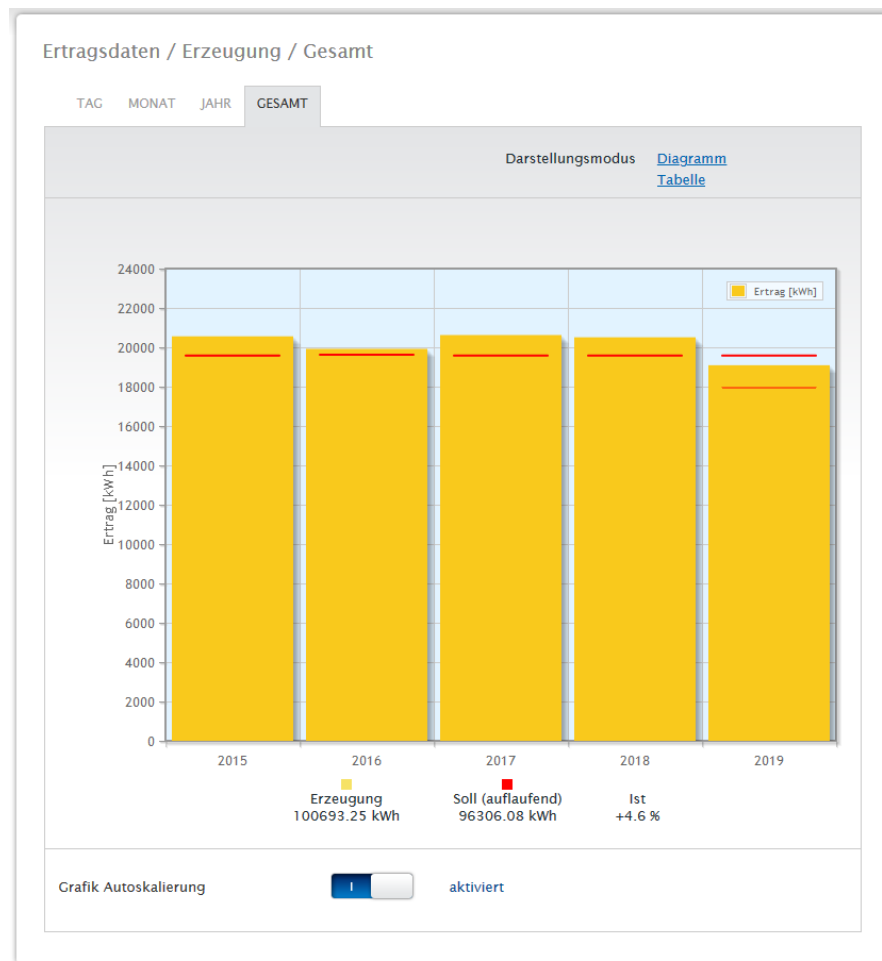 Ertragsdaten / Erzeugung / Gesamt
TAG MONAT JAHR GESAMT
Darstellungsmodus Diagramm
Tabelle
Ertrag [kWh]
24000
22000
20000
18000
16000
14000
12000
10000
8000
6000
4000
2000
0
Ertrag [kWh]
2015 2016 2017 2018 2019
Erzeugung Soll (auflaufend) Ist
100693.25 kWh 96306.08 kWh +4.6 %
Grafik Autoskalierung I aktiviert